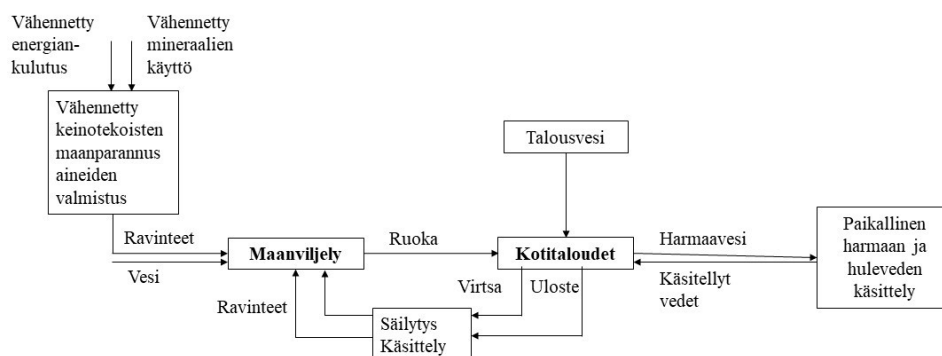 Vähennetty
energian-
kulutus
Vähennetty
mineraalien
käyttö
Vähennetty
keinotekoisten
maanparannus
aineiden
valmistus
Talousvesi
Ravinteet
Vesi
Maanviljely
Ruoka
Kotitaloudet
Harmaavesi
Käsitellyt
vedet
Paikallinen
harmaan ja
huleveden
käsittely
Virtsa
Uloste
Ravinteet
Säilytys
Käsittely